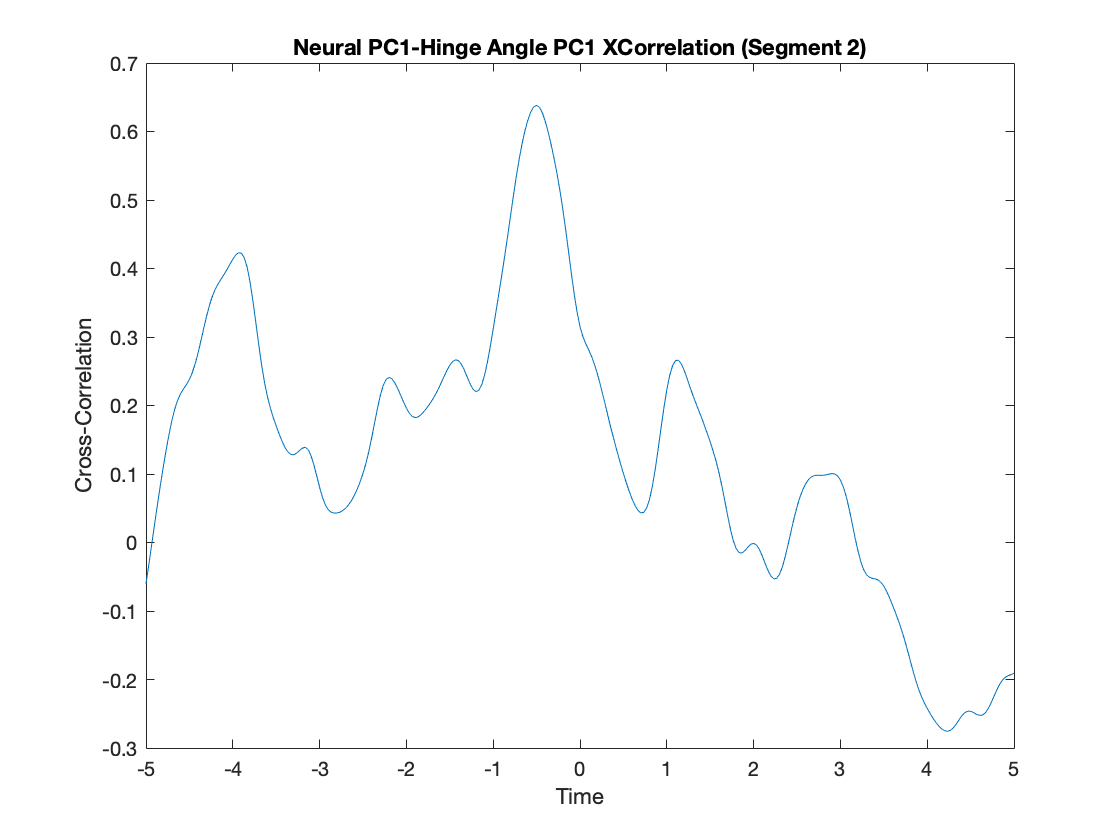 Neural PC1-Hinge Angle PC1 XCorrelation (Segment 2)
0.7
0.6
0.5
0.4
0.3
0.2
0.1
0
-0.1
-0.2
-0.3
Cross-Correlation
-5 -4 -3 -2 -1 0 1 2 3 4 5
Time